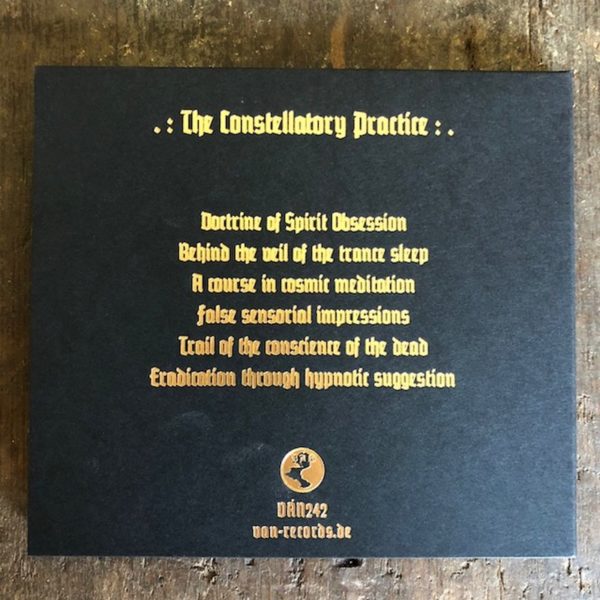 .: The Constellatory Practice :.
Doctrine of Spirit Obsession
Behind the veil of the trance sleep
A course in cosmic meditation
False sensorial impressions
Trail of the conscience of the dead
Eradication through hypnotic suggestion
VÁN242
van-records.de